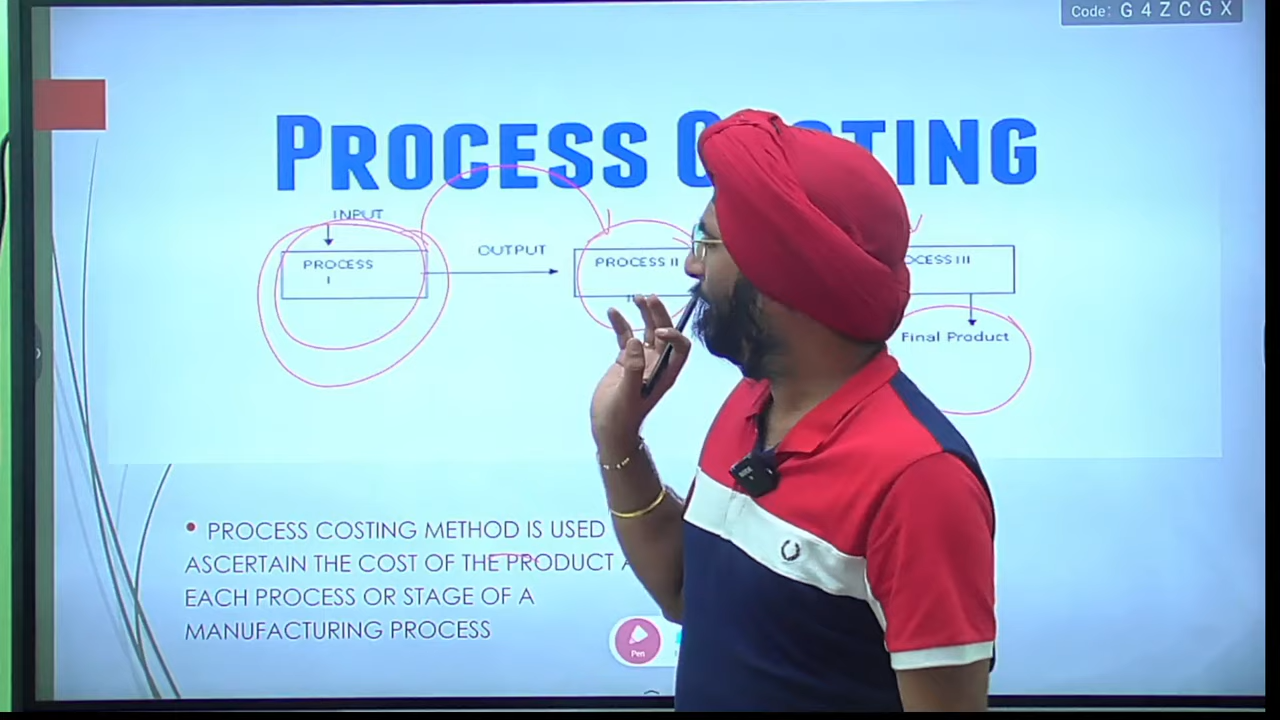 Code: G 4 Z C G X
PROCESS C TING
INPUT
OUTPUT
PROCESS
I
PROCESS II
OCESS III
Final Product
• PROCESS COSTING METHOD IS USED
ASCERTAIN THE COST OF THE PRODUCT A
EACH PROCESS OR STAGE OF A
MANUFACTURING PROCESS
Pen